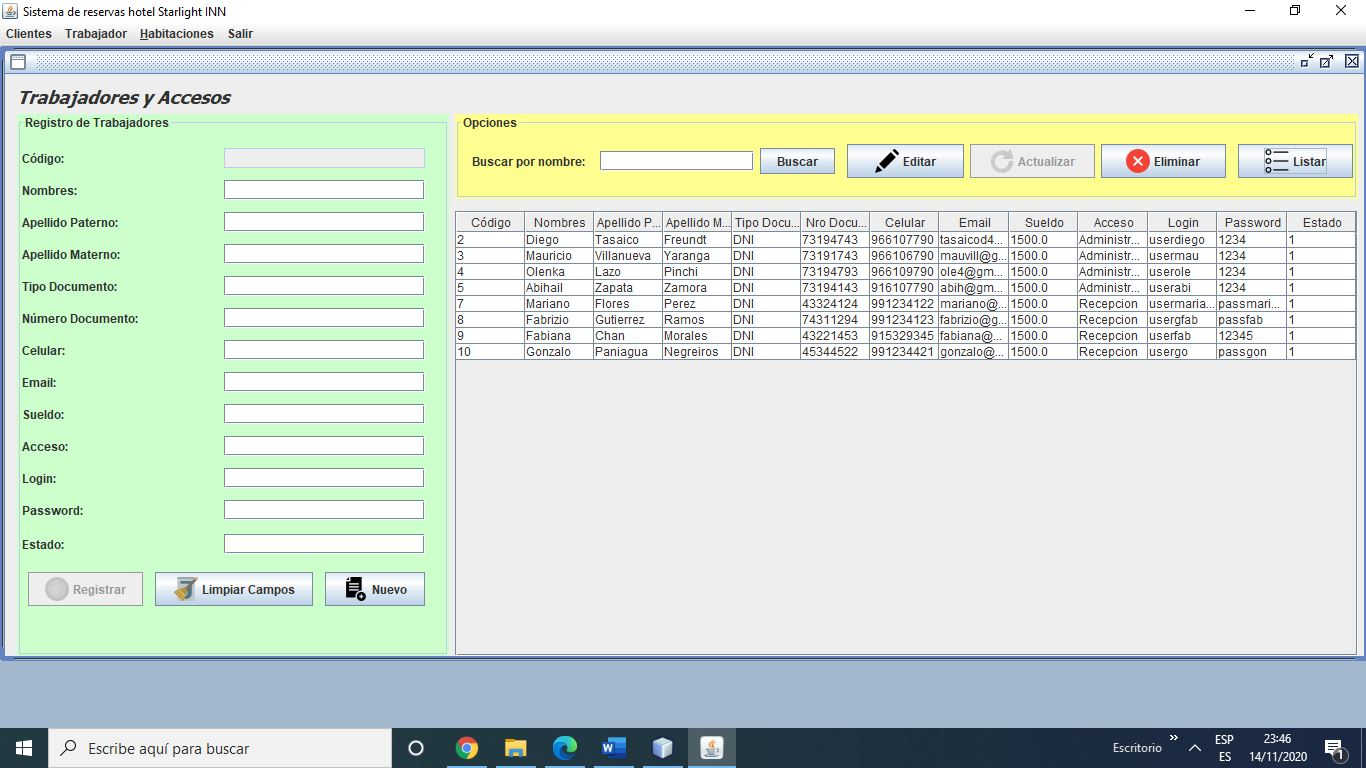 Sistema de reservas hotel Starlight INN
Clientes Trabajador Habitaciones Salir
Trabajadores y Accesos
Registro de Trabajadores
Código:
Nombres:
Apellido Paterno:
Apellido Materno:
Tipo Documento:
Número Documento:
Celular:
Email:
Sueldo:
Acceso:
Login:
Password:
Estado:
Registrar Limpiar Campos Nuevo
Opciones
Buscar por nombre: Buscar Editar Actualizar Eliminar Listar
Código Nombres Apellido P... Apellido M... Tipo Docu... Nro Docu... Celular Email Sueldo Acceso Login Password Estado
2 Diego Tasaico Freundt DNI 73194743 966107790 tasaicod4... 1500.0 Administr... userdiego 1234 1
3 Mauricio Villanueva Yaranga DNI 73191743 966106790 mauvill@g... 1500.0 Administr... usermau 1234 1
4 Olenka Lazo Pinchi DNI 73194793 966109790 ole4@gm... 1500.0 Administr... userole 1234 1
5 Abihail Zapata Zamora DNI 73194143 916107790 abih@gm... 1500.0 Administr... userabi 1234 1
7 Mariano Flores Perez DNI 43324124 991234122 mariano@... 1500.0 Recepcion usermaria... passmari... 1
8 Fabrizio Gutierrez Ramos DNI 74311294 991234123 fabrizio@g... 1500.0 Recepcion usergfab passfab 1
9 Fabiana Chan Morales DNI 43221453 915329345 fabiana@... 1500.0 Recepcion userfab 12345 1
10 Gonzalo Paniagua Negreiros DNI 45344522 991234421 gonzalo@... 1500.0 Recepcion usergo passgon 1
Escribe aquí para buscar
Escritorio
ESP
ES
23:46
14/11/2020
1